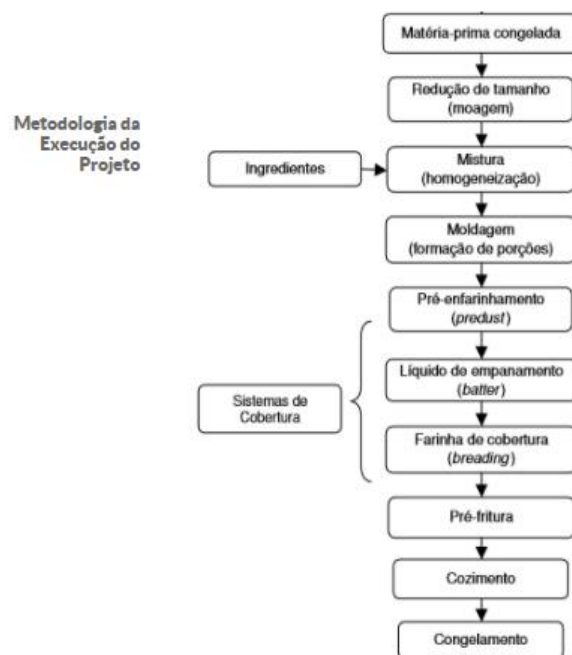 Metodologia da
Execução do
Projeto
Matéria-prima congelada
Redução de tamanho
(moagem)
Ingredientes
Mistura
(homogeneização)
Moldagem
(formação de porções)
Sistemas de
Cobertura
Pré-enfarinhamento
(predust)
Líquido de empanamento
(batter)
Farinha de cobertura
(breading)
Pré-fritura
Cozimento
Congelamento